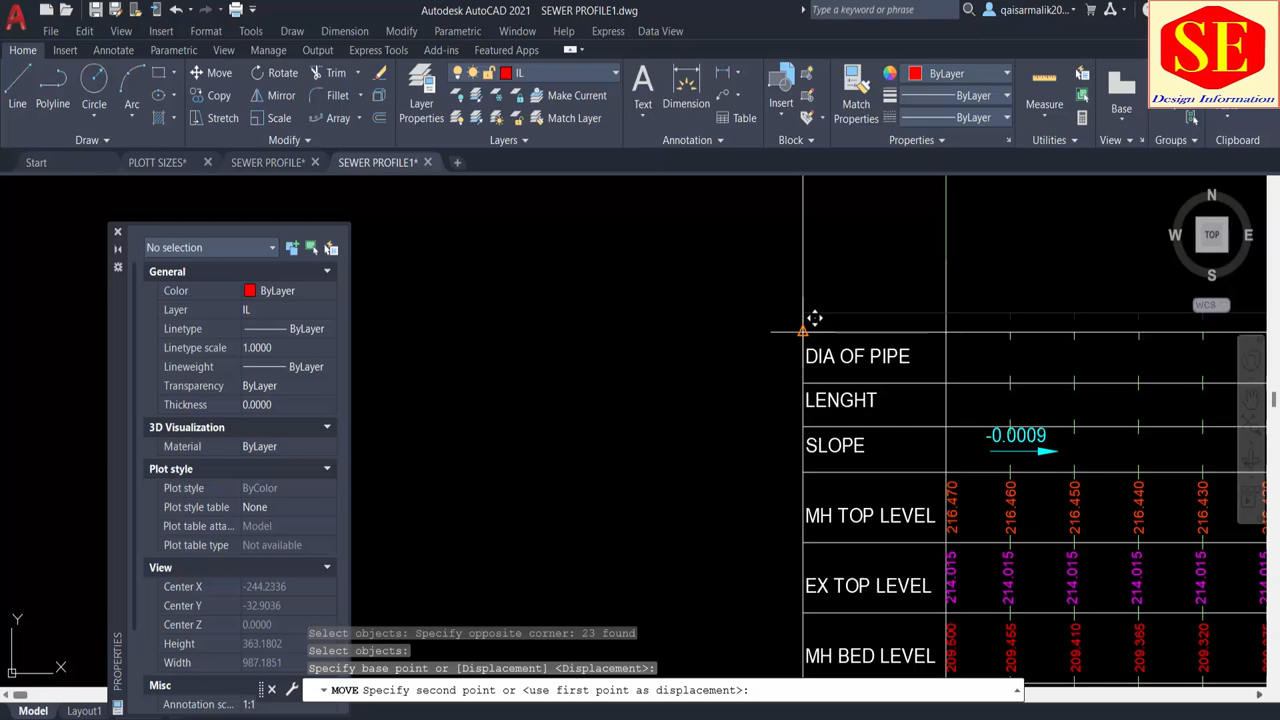 Autodesk AutoCAD 2021 SEWER PROFILE1.dwg
Type a keyword or phrase
qaisarmalik20...
File Edit View Insert Format Tools Draw Dimension Modify Parametric Window Help Express Data View
Home Insert Annotate Parametric View Manage Output Express Tools Add-ins Featured Apps
Line
Polyline
Circle
Arc
Move
Rotate
Trim
Copy
Mirror
Fillet
Stretch
Scale
Array
Draw
Modify
Layer
Properties
IL
Make Current
Match Layer
Layers
Text
Dimension
Table
Annotation
Insert
Block
Match
Properties
ByLayer
ByLayer
ByLayer
Properties
Measure
Utilities
Base
View
Groups
Clipboard
SE
Design Information
Start
PLOTT SIZES*
SEWER PROFILE*
SEWER PROFILE1*
No selection
General
Color ByLayer
Layer IL
Linetype ByLayer
Linetype scale 1.0000
Lineweight ByLayer
Transparency ByLayer
Thickness 0.0000
3D Visualization
Material ByLayer
Plot style
Plot style ByColor
Plot style table None
Plot table atta... Model
Plot table type Not available
View
Center X -244.2336
Center Y -32.9036
Center Z 0.0000
Height 363.1802
Width 987.1851
Misc
Annotation sc... 1:1
PROPERTIES
N
W TOP E
S
WCS
DIA OF PIPE
LENGHT
SLOPE -0.0009
MH TOP LEVEL 216.470 216.460 216.450 216.440 216.430
EX TOP LEVEL 214.015 214.015 214.015 214.015 214.015
MH BED LEVEL 209.500 209.455 209.410 209.365 209.320
Y
X
Select objects: Specify opposite corner: 23 found
Select objects:
Specify base point or [Displacement] <Displacement>:
MOVE Specify second point or <use first point as displacement>:
Model Layout1